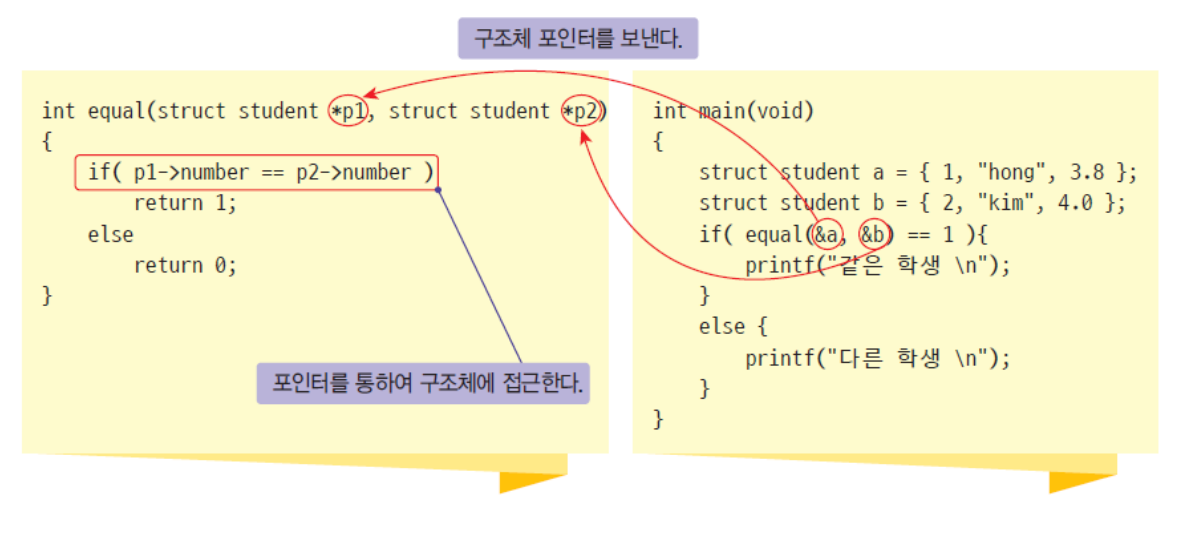 구조체 포인터를 보낸다.
int equal(struct student *p1, struct student *p2)
{
if( p1->number == p2->number )
return 1;
else
return 0;
}
포인터를 통하여 구조체에 접근한다.
int main(void)
{
struct student a = { 1, "hong", 3.8 };
struct student b = { 2, "kim", 4.0 };
if( equal(&a, &b) == 1 ){
printf("같은 학생 \n");
}
else {
printf("다른 학생 \n");
}
}